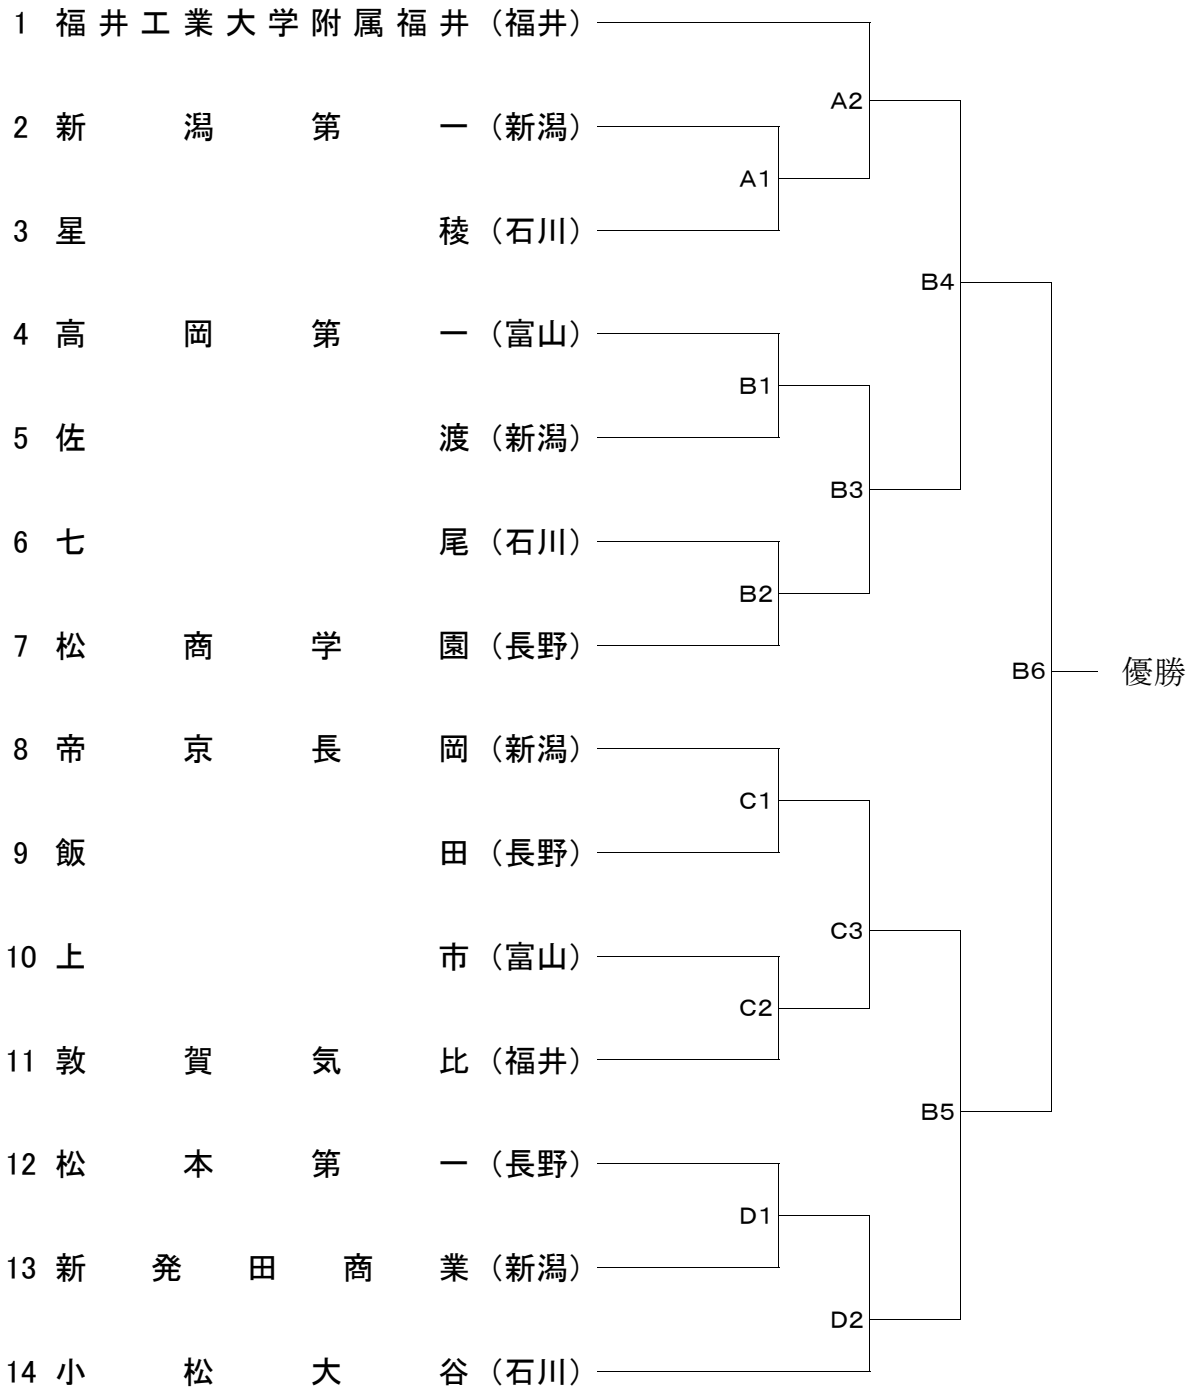 1 福井工業大学附属福井（福井）
A2
2 新潟第一（新潟）
A1
3 星稜（石川）
B4
4 高岡第一（富山）
B1
5 佐渡（新潟）
B3
6 七尾（石川）
B2
7 松商学園（長野）
B6 優勝
8 帝京長岡（新潟）
C1
9 飯田（長野）
C3
10 上市（富山）
C2
11 敦賀気比（福井）
B5
12 松本第一（長野）
D1
13 新発田商業（新潟）
D2
14 小松大谷（石川）